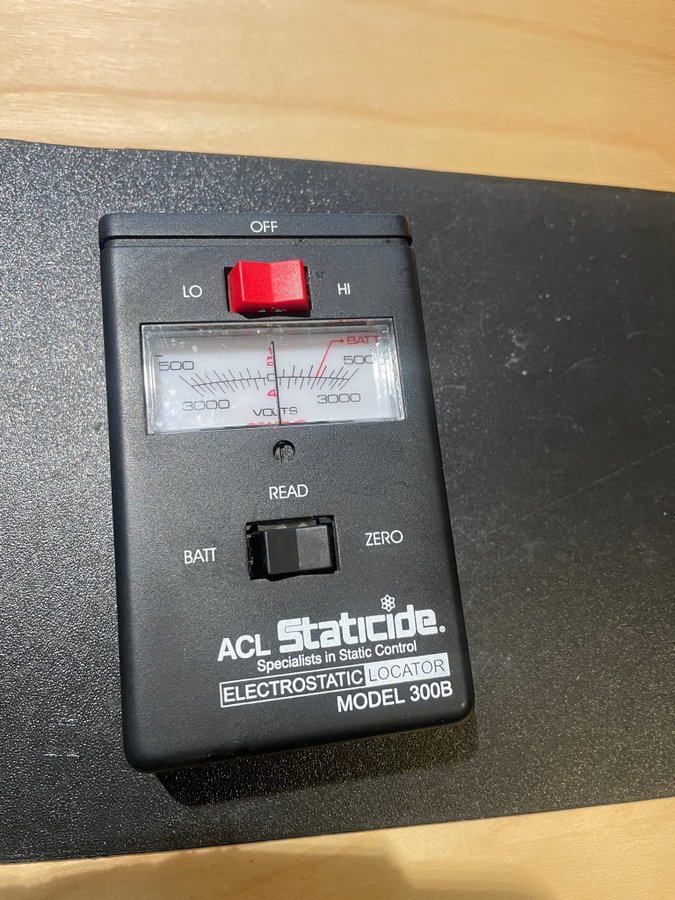 OFF
LO HI
BATT
500 500
0
3000 3000
VOLTS
READ
BATT ZERO
ACL Staticide.
Specialists in Static Control
ELECTROSTATIC LOCATOR
MODEL 300B